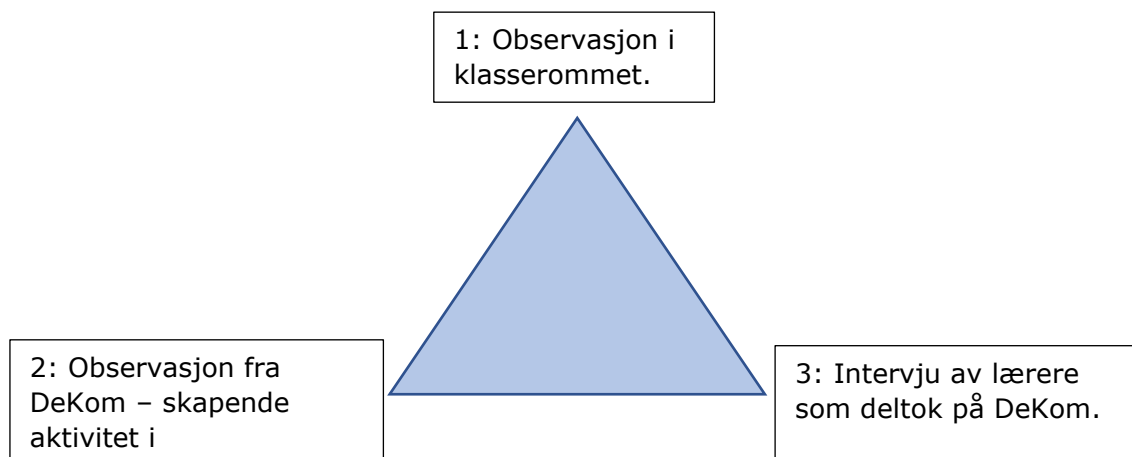 1: Observasjon i
klasserommet.
2: Observasjon fra
DeKom – skapende
aktivitet i
3: Intervju av lærere
som deltok på DeKom.